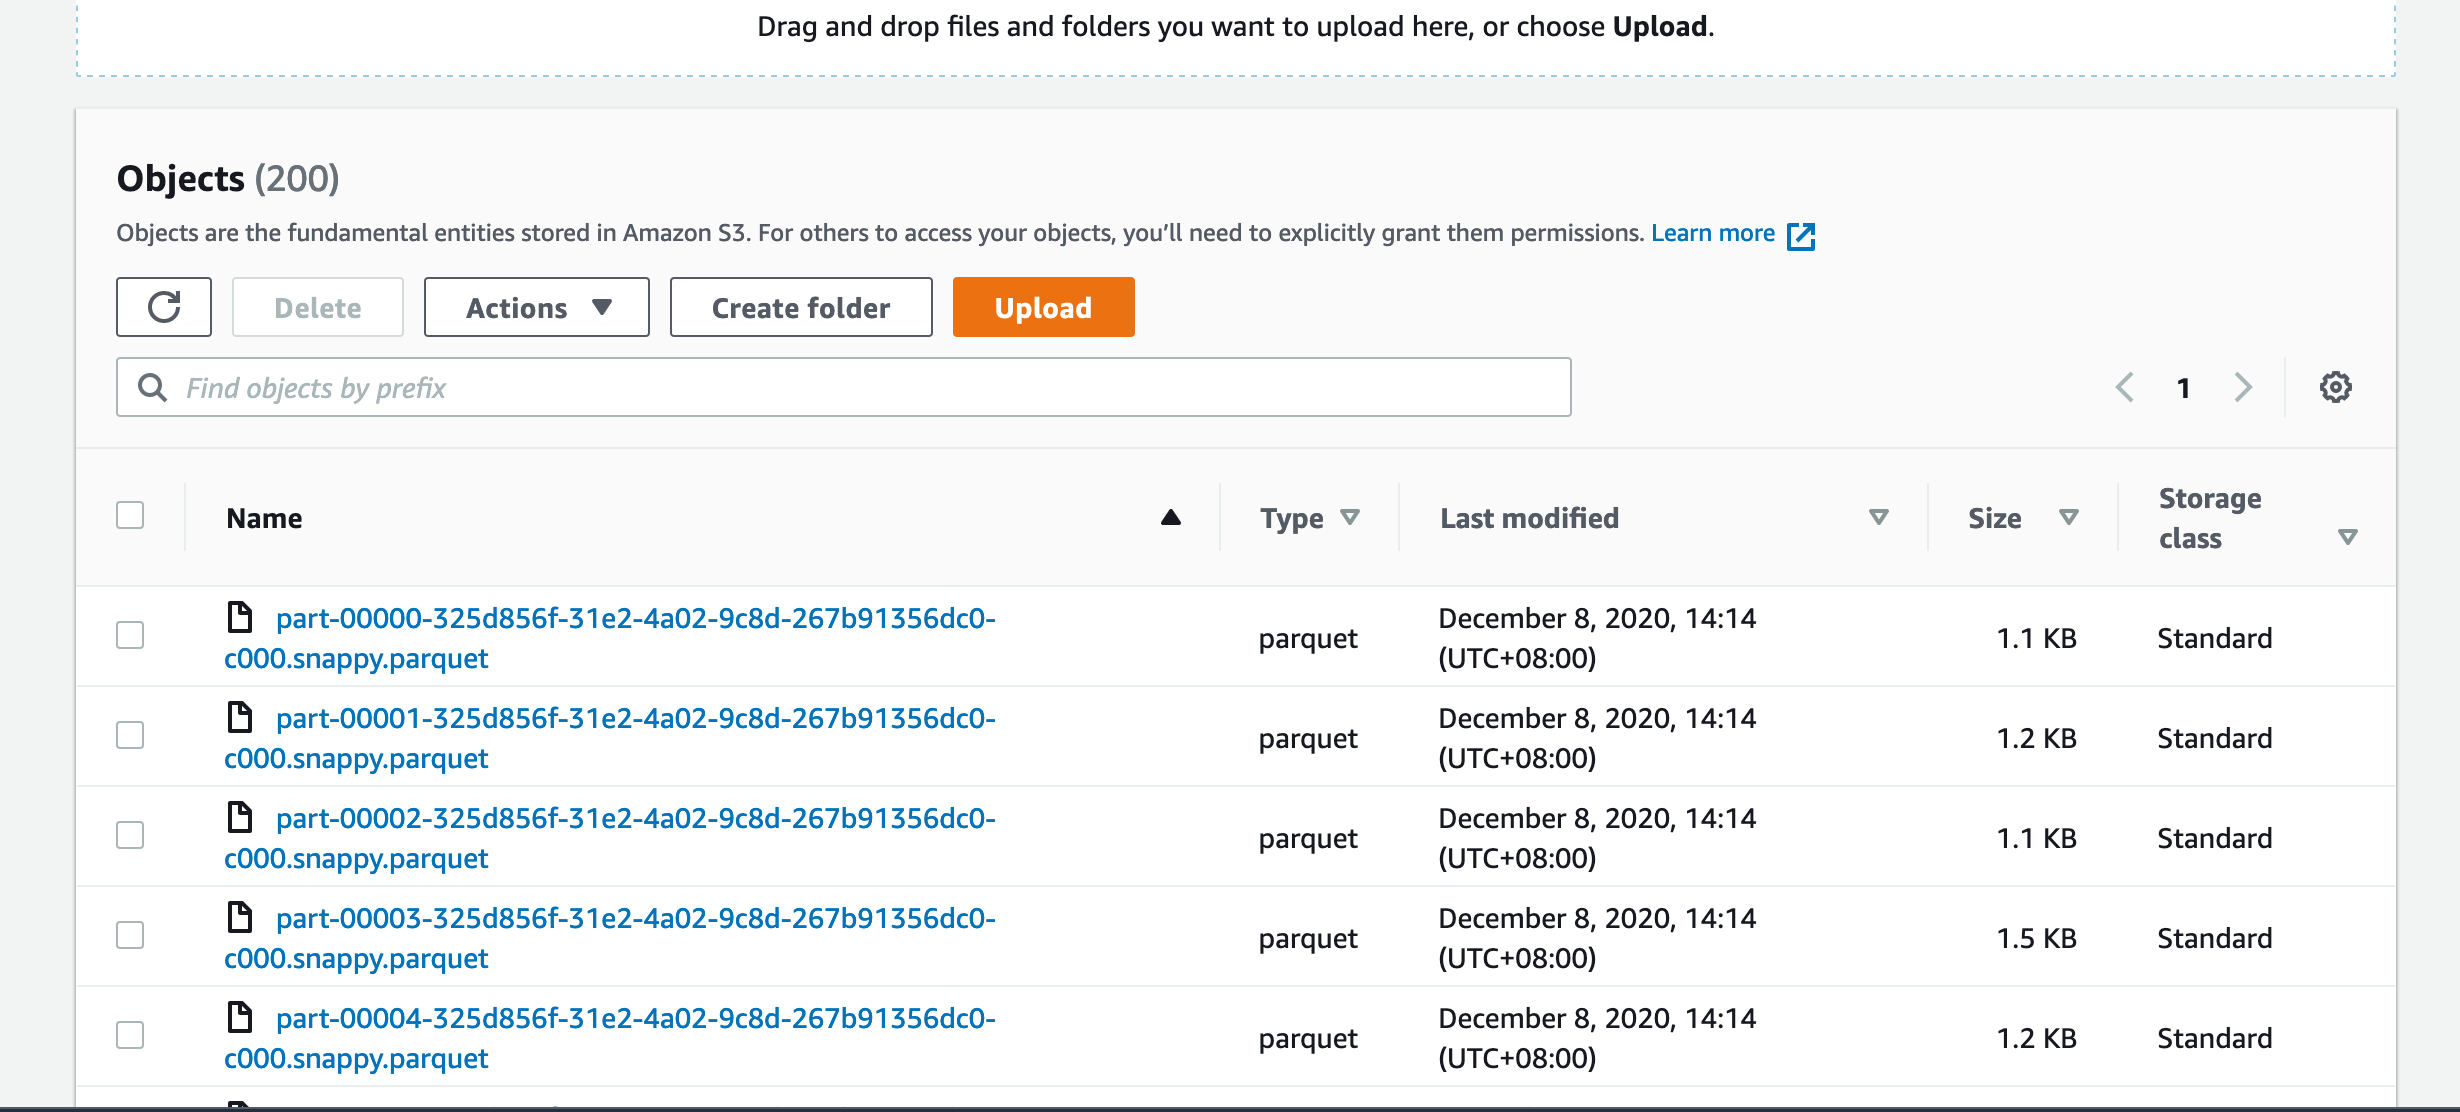 Drag and drop files and folders you want to upload here, or choose Upload.
Objects (200)
Objects are the fundamental entities stored in Amazon S3. For others to access your objects, you’ll need to explicitly grant them permissions. Learn more
Delete
Actions
Create folder
Upload
Find objects by prefix
1
Name
Type
Last modified
Size
Storage
class
part-00000-325d856f-31e2-4a02-9c8d-267b91356dc0-
c000.snappy.parquet
parquet
December 8, 2020, 14:14
(UTC+08:00)
1.1 KB
Standard
part-00001-325d856f-31e2-4a02-9c8d-267b91356dc0-
c000.snappy.parquet
parquet
December 8, 2020, 14:14
(UTC+08:00)
1.2 KB
Standard
part-00002-325d856f-31e2-4a02-9c8d-267b91356dc0-
c000.snappy.parquet
parquet
December 8, 2020, 14:14
(UTC+08:00)
1.1 KB
Standard
part-00003-325d856f-31e2-4a02-9c8d-267b91356dc0-
c000.snappy.parquet
parquet
December 8, 2020, 14:14
(UTC+08:00)
1.5 KB
Standard
part-00004-325d856f-31e2-4a02-9c8d-267b91356dc0-
c000.snappy.parquet
parquet
December 8, 2020, 14:14
(UTC+08:00)
1.2 KB
Standard